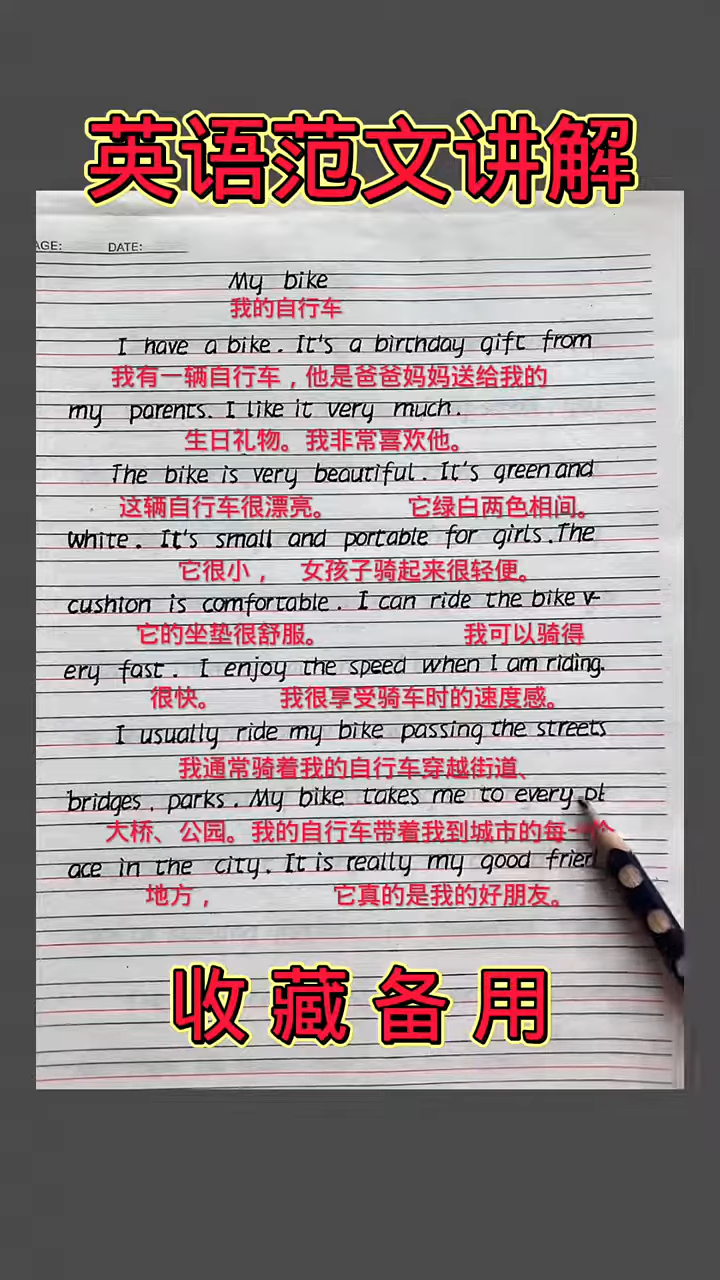 英语范文讲解
AGE: DATE:
My bike
我的自行车
I have a bike. It's a birthday gift from
我有一辆自行车，他是爸爸妈妈送给我的
my parents. I like it very much.
生日礼物。我非常喜欢他。
The bike is very beautiful. It's green and
这辆自行车很漂亮。 它绿白两色相间。
white. It's small and portable for girls. The
它很小， 女孩子骑起来很轻便。
cushion is comfortable. I can ride the bike v-
它的坐垫很舒服。 我可以骑得
ery fast. I enjoy the speed when I am riding.
很快。 我很享受骑车时的速度感。
I usually ride my bike passing the streets
我通常骑着我的自行车穿越街道、
bridges, parks. My bike takes me to every pl
大桥、公园。我的自行车带着我到城市的每一个
ace in the city. It is really my good friend
地方， 它真的是我的好朋友。
收藏备用